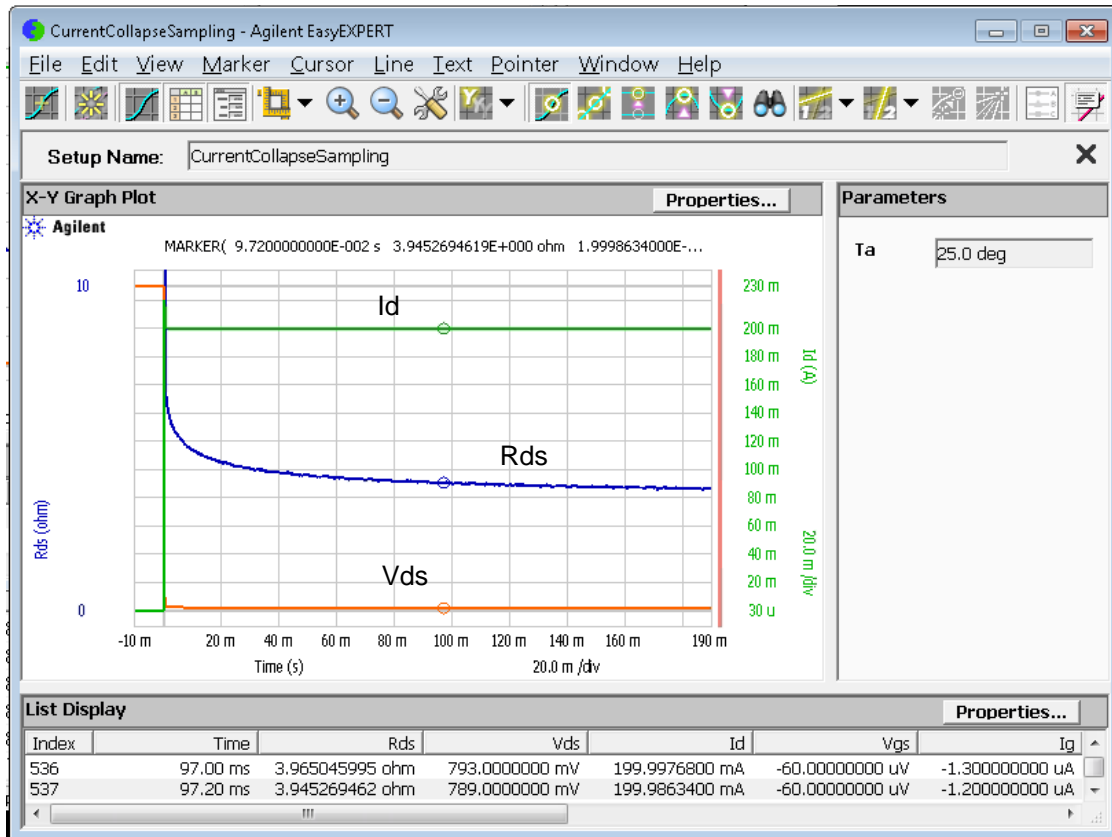 CurrentCollapseSampling - Agilent EasyEXPERT
File Edit View Marker Cursor Line Text Pointer Window Help
Setup Name: CurrentCollapseSampling
X-Y Graph Plot Properties...
Agilent
MARKER( 9.7200000000E-002 s 3.9452694619E+000 ohm 1.9998634000E-...
10
0
Rds (ohm)
Id
Rds
Vds
230 m
200 m
180 m
160 m
140 m
120 m
100 m
80 m
60 m
40 m
20 m
30 u
Id (A)
20.0 m /div
-10 m 20 m 40 m 60 m 80 m 100 m 120 m 140 m 160 m 190 m
Time (s) 20.0 m /div
Parameters
Ta 25.0 deg
List Display Properties...
Index Time Rds Vds Id Vgs Ig
536 97.00 ms 3.965045995 ohm 793.0000000 mV 199.9976800 mA -60.00000000 uV -1.300000000 uA
537 97.20 ms 3.945269462 ohm 789.0000000 mV 199.9863400 mA -60.00000000 uV -1.200000000 uA